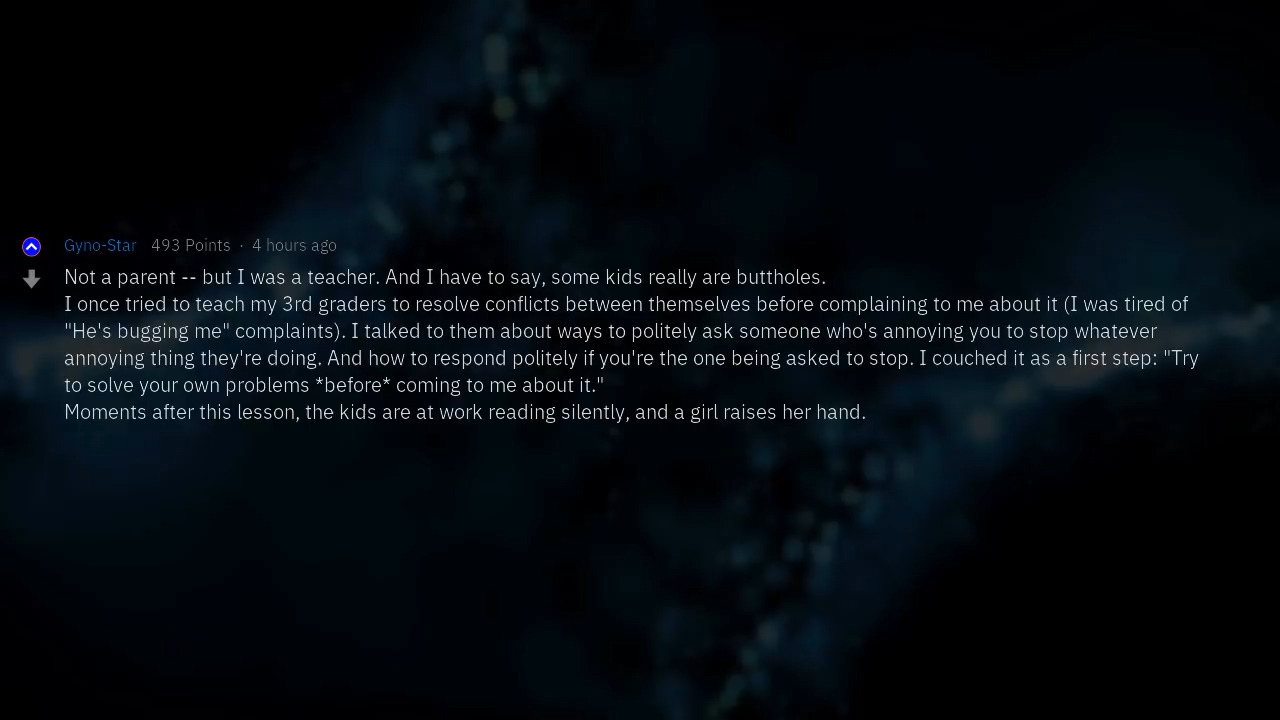 Gyno-Star 493 Points · 4 hours ago
Not a parent -- but I was a teacher. And I have to say, some kids really are buttholes.
I once tried to teach my 3rd graders to resolve conflicts between themselves before complaining to me about it (I was tired of
"He's bugging me" complaints). I talked to them about ways to politely ask someone who's annoying you to stop whatever
annoying thing they're doing. And how to respond politely if you're the one being asked to stop. I couched it as a first step: "Try
to solve your own problems *before* coming to me about it."
Moments after this lesson, the kids are at work reading silently, and a girl raises her hand.